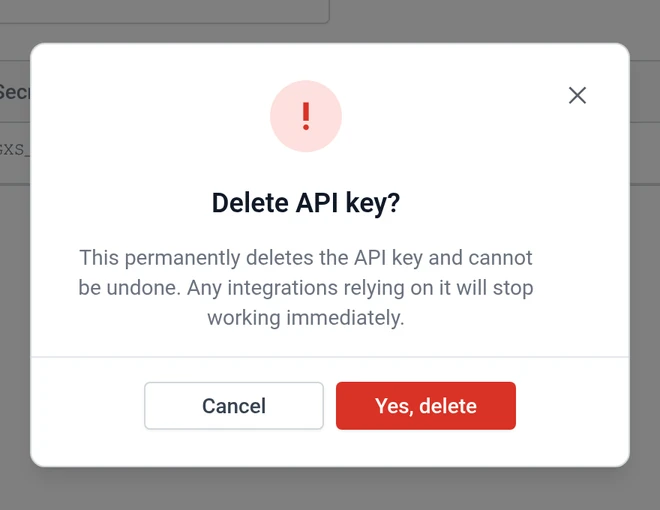 Delete API key?
This permanently deletes the API key and cannot
be undone. Any integrations relying on it will stop
working immediately.
Cancel
Yes, delete